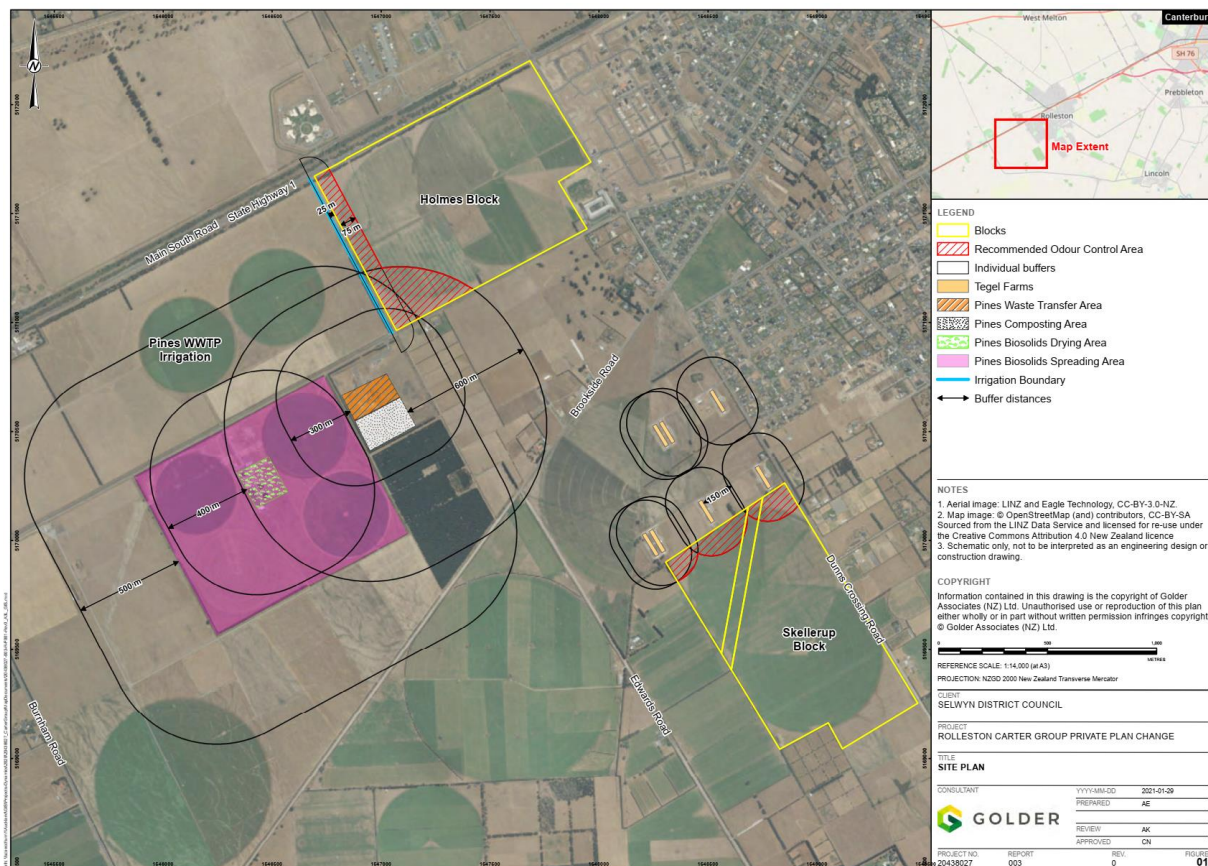 1646500
1647000
1647500
1648000
N
Main South Road
State Highway 1
25 m
75 m
Holmes Block
Pines WWTP
Irrigation
600 m
300 m
400 m
500 m
Brookside Road
150 m
Dunns Crossing Road
Skellerup
Block
Edwards Road
Burnham Road
Canterbury
West Melton
SH 76
Prebbleton
Rolleston
Map Extent
Lincoln
LEGEND
Blocks
Recommended Odour Control Area
Individual buffers
Tegel Farms
Pines Waste Transfer Area
Pines Composting Area
Pines Biosolids Drying Area
Pines Biosolids Spreading Area
Irrigation Boundary
Buffer distances
NOTES
1. Aerial image: LINZ and Eagle Technology, CC-BY-3.0-NZ.
2. Map image: © OpenStreetMap (and) contributors, CC-BY-SA
Sourced from the LINZ Data Service and licensed for re-use under
the Creative Commons Attribution 4.0 New Zealand licence
3. Schematic only, not to be interpreted as an engineering design or
construction drawing.
COPYRIGHT
Information contained in this drawing is the copyright of Golder
Associates (NZ) Ltd. Unauthorised use or reproduction of this plan
either wholly or in part without written permission infringes copyright
© Golder Associates (NZ) Ltd.
0 500 1,000
METRES
REFERENCE SCALE: 1:14,000 (at A3)
PROJECTION: NZGD 2000 New Zealand Transverse Mercator
CLIENT
SELWYN DISTRICT COUNCIL
PROJECT
ROLLESTON CARTER GROUP PRIVATE PLAN CHANGE
TITLE
SITE PLAN
CONSULTANT
GOLDER
YYYY-MM-DD 2021-01-29
PREPARED AE
REVIEW AK
APPROVED CN
PROJECT NO. REPORT REV. FIGURE
20438027 003 0 01